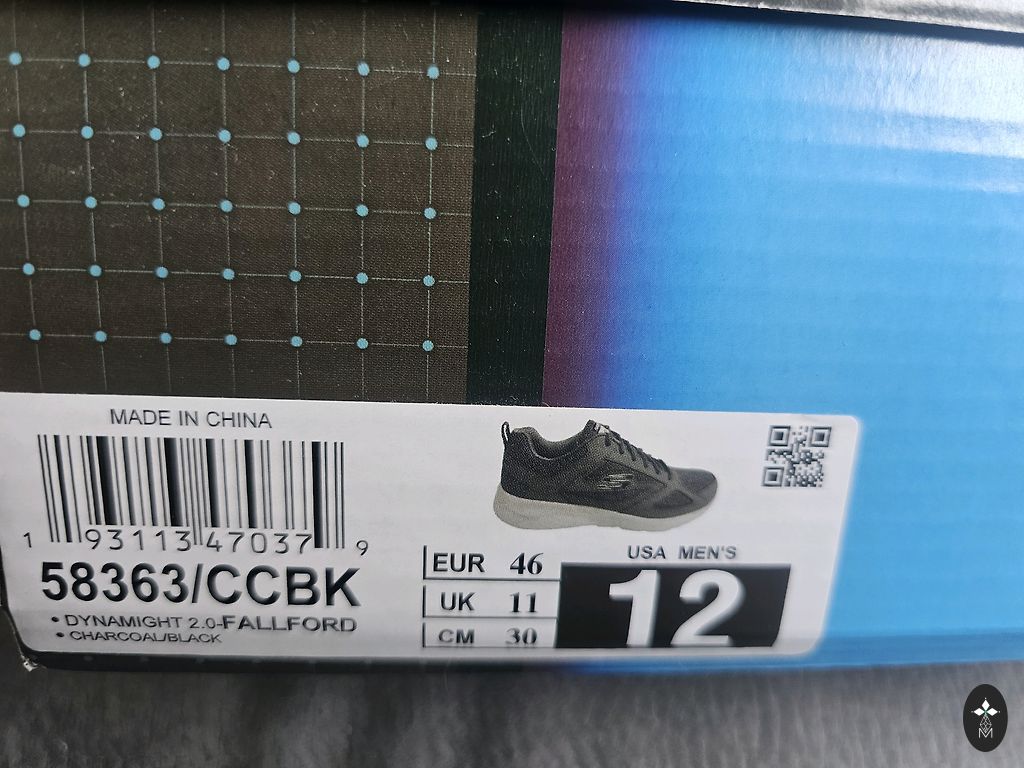 MADE IN CHINA
1 93113 47037 9
58363/CCBK
• DYNAMIGHT 2.0-FALLFORD
• CHARCOAL/BLACK
EUR 46
UK 11
CM 30
USA MEN'S
12
M